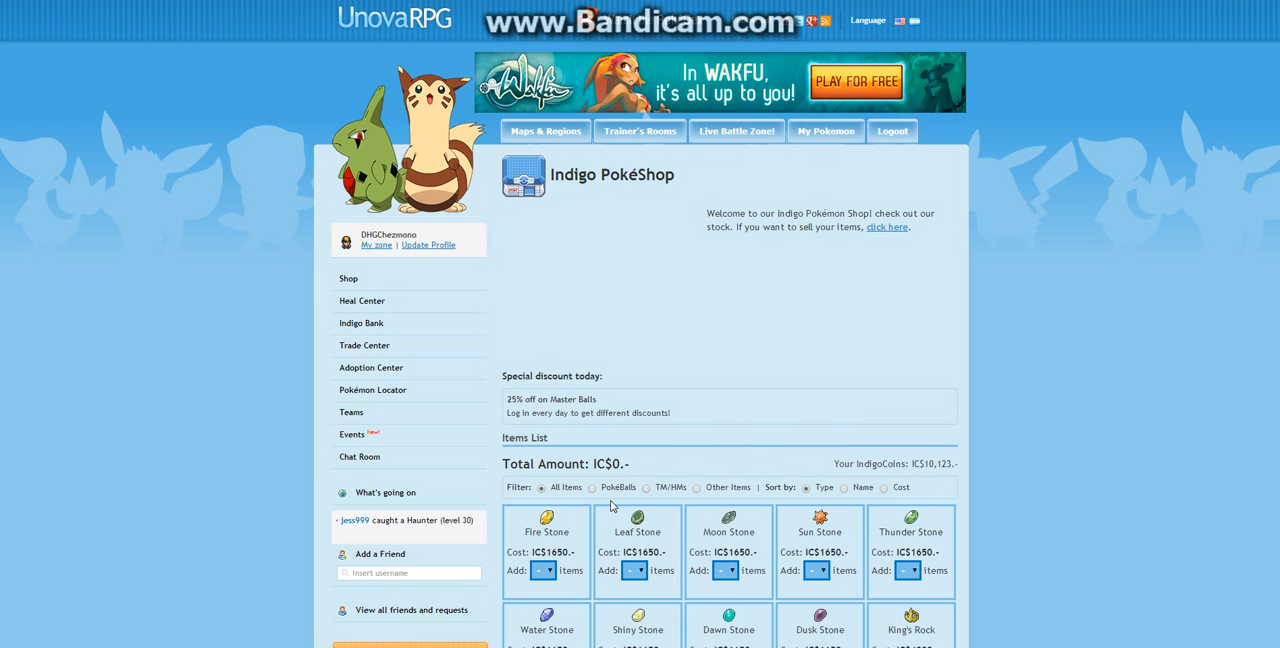 UnovaRPG
www.Bandicam.com
Language
WAKFU
In WAKFU,
it's all up to you!
PLAY FOR FREE
Maps & Regions
Trainer's Rooms
Live Battle Zone!
My Pokemon
Logout
Indigo PokéShop
Welcome to our Indigo Pokémon Shop! check out our
stock. If you want to sell your items, click here.
DHGChezmono
My zone | Update Profile
Shop
Heal Center
Indigo Bank
Trade Center
Adoption Center
Pokémon Locator
Teams
Events New!
Chat Room
What's going on
- jess999 caught a Haunter (level 30)
Add a Friend
Insert username
View all friends and requests
Special discount today:
25% off on Master Balls
Log in every day to get different discounts!
Items List
Total Amount: IC$0.-
Your IndigoCoins: IC$10,123.-
Filter: All Items PokéBalls TM/HMs Other Items | Sort by: Type Name Cost
Fire Stone
Cost: IC$1650.-
Add: - items
Leaf Stone
Cost: IC$1650.-
Add: - items
Moon Stone
Cost: IC$1650.-
Add: - items
Sun Stone
Cost: IC$1650.-
Add: - items
Thunder Stone
Cost: IC$1650.-
Add: - items
Water Stone
Shiny Stone
Dawn Stone
Dusk Stone
King's Rock